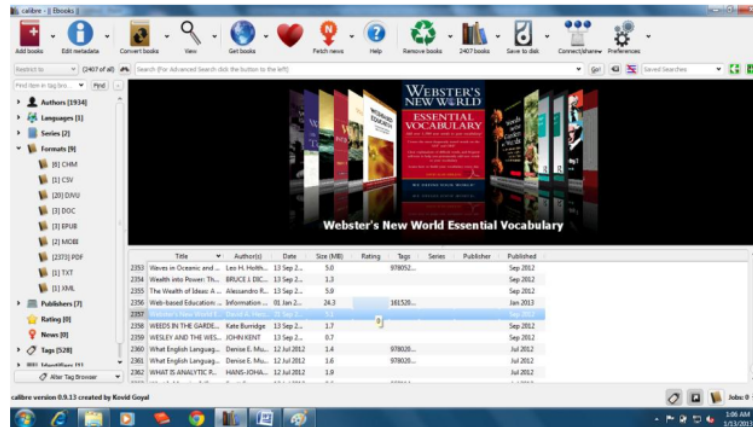 calibre - || Ebooks ||
Add books
Edit metadata
Convert books
View
Get books
Fetch news
Help
Remove books
2407 books
Save to disk
Connect/share
Preferences
Restrict to
(2407 of all)
Search (For Advanced Search click the button to the left)
Go!
Saved Searches
Find
Authors [1934]
Languages [1]
Series [2]
Formats [9]
[6] CHM
[1] CSV
[20] DJVU
[3] DOC
[3] EPUB
[2] MOBI
[2373] PDF
[1] TXT
[1] XML
Publishers [7]
Rating [0]
News [0]
Tags [528]
Alter Tag Browser
WEBSTER'S
NEW WORLD
ESSENTIAL
VOCABULARY
Webster's New World Essential Vocabulary
Title Author(s) Date Size (MB) Rating Tags Series Publisher Published
2353 Waves in Oceanic and ... Leo H. Holth... 13 Sep 2... 5.0 978052... Sep 2012
2354 Wealth into Power: Th... BRUCE J. DIC... 13 Sep 2... 1.3 Sep 2012
2355 The Wealth of Ideas: A ... Alessandro R... 13 Sep 2... 5.9 Sep 2012
2356 Web-based Education: ... Information ... 01 Jan 2... 24.3 161520... Jan 2013
2357 Webster's New World E...
2358 WEEDS IN THE GARDE... Kate Burridge 13 Sep 2... 1.7 Sep 2012
2359 WESLEY AND THE WES... JOHN KENT 13 Sep 2... 0.7 Sep 2012
2360 What English Languag... Denise E. Mu... 12 Jul 2012 1.4 978020... Jul 2012
2361 What English Languag... Denise E. Mu... 12 Jul 2012 1.6 978020... Jul 2012
2362 WHAT IS ANALYTIC P... HANS-JOHA... 12 Jul 2012 1.9 Jul 2012
calibre version 0.9.13 created by Kovid Goyal
Jobs: 0
1:06 AM